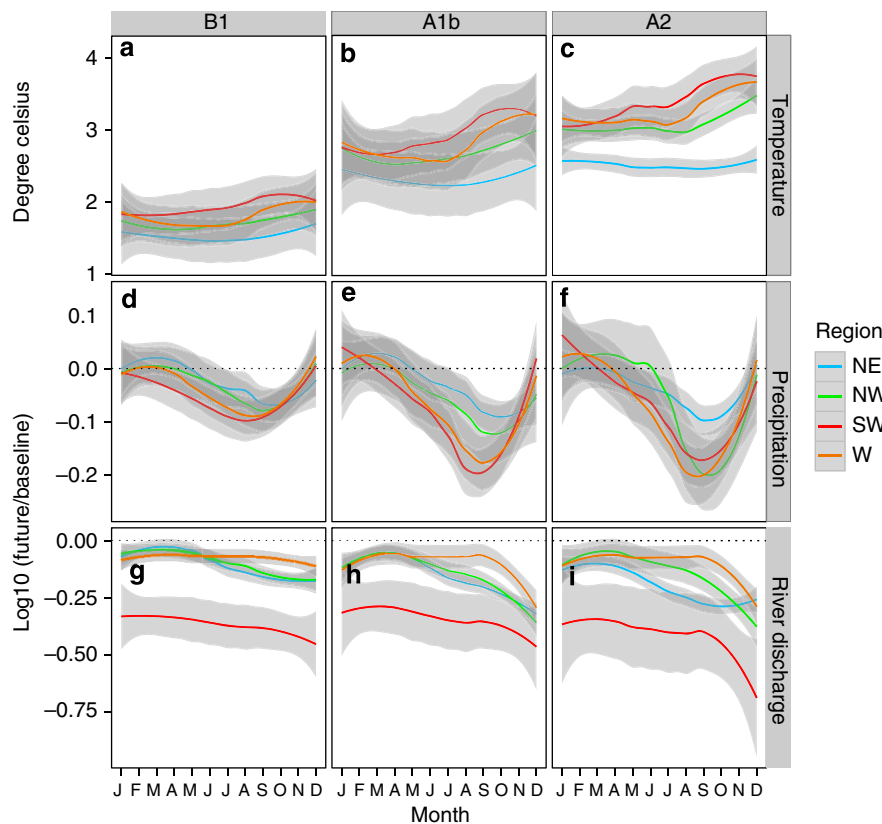 B1 A1b A2
a b c
4
3
2
1
Degree celsius
Temperature
d e f
0.1
0.0
−0.1
−0.2
Precipitation
Log10 (future/baseline)
0.00
−0.25
−0.50
−0.75
g h i
River discharge
J F M A M J J A S O N D J F M A M J J A S O N D J F M A M J J A S O N D
Month
Region
NE
NW
SW
W